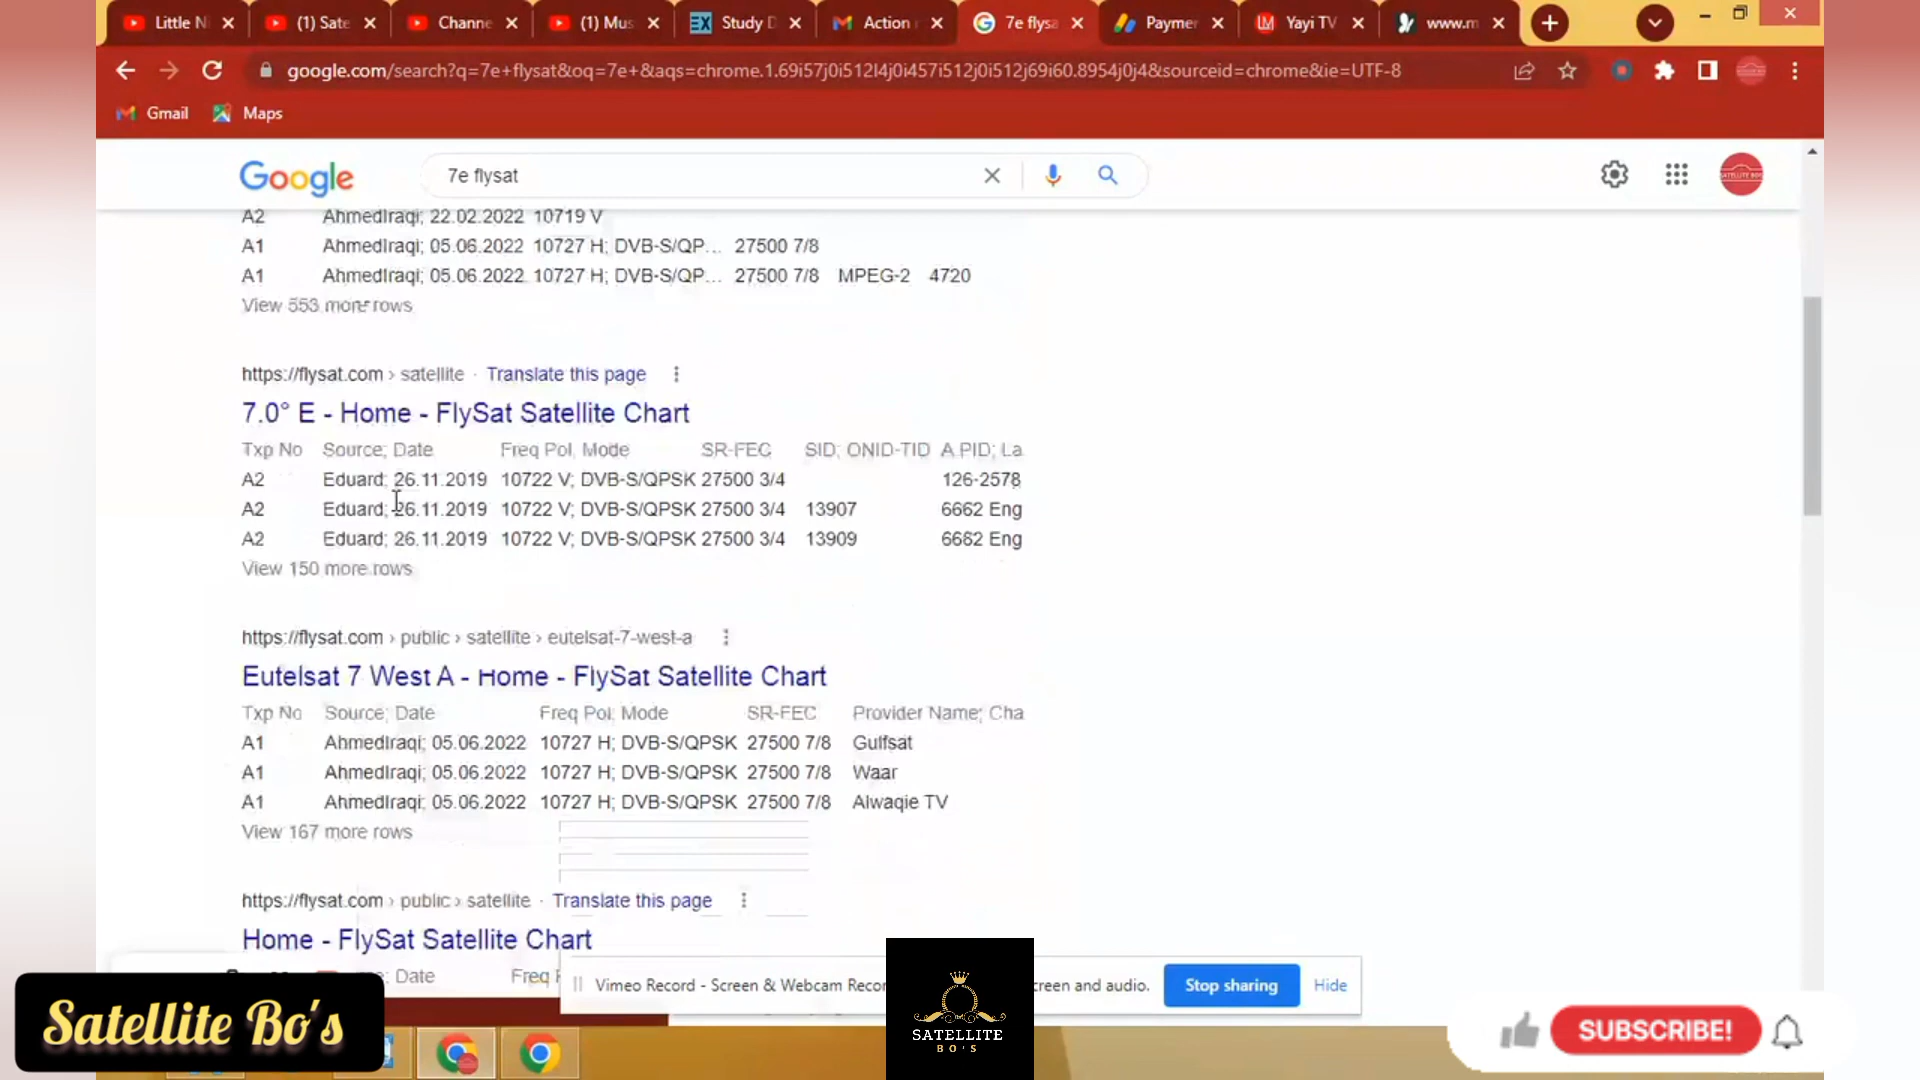 Little N
(1) Sate
Channe
(1) Mus
Study D
Action
7e flysa
Paymer
Yayi TV
www.m
google.com/search?q=7e+flysat&oq=7e+&aqs=chrome.1.69i57j0i512l4j0i457i512j0i512j69i60.8954j0j4&sourceid=chrome&ie=UTF-8
Gmail Maps
Google 7e flysat SATELLITE BO'S
A2 AhmedIraqi; 22.02.2022 10719 V
A1 AhmedIraqi; 05.06.2022 10727 H; DVB-S/QP... 27500 7/8
A1 AhmedIraqi; 05.06.2022 10727 H; DVB-S/QP... 27500 7/8 MPEG-2 4720
View 553 more rows
https://flysat.com › satellite · Translate this page
7.0° E - Home - FlySat Satellite Chart
Txp No Source; Date Freq Pol, Mode SR-FEC SID; ONID-TID A PID; La
A2 Eduard; 26.11.2019 10722 V; DVB-S/QPSK 27500 3/4 126-2578
A2 Eduard; 26.11.2019 10722 V; DVB-S/QPSK 27500 3/4 13907 6662 Eng
A2 Eduard; 26.11.2019 10722 V; DVB-S/QPSK 27500 3/4 13909 6682 Eng
View 150 more rows
https://flysat.com › public › satellite › eutelsat-7-west-a
Eutelsat 7 West A - Home - FlySat Satellite Chart
Txp No Source; Date Freq Pol, Mode SR-FEC Provider Name; Cha
A1 AhmedIraqi; 05.06.2022 10727 H; DVB-S/QPSK 27500 7/8 Gulfsat
A1 AhmedIraqi; 05.06.2022 10727 H; DVB-S/QPSK 27500 7/8 Waar
A1 AhmedIraqi; 05.06.2022 10727 H; DVB-S/QPSK 27500 7/8 Alwaqie TV
View 167 more rows
https://flysat.com › public › satellite · Translate this page
Home - FlySat Satellite Chart
Date Freq
Vimeo Record - Screen & Webcam Recor
creen and audio. Stop sharing Hide
Satellite Bo's
SATELLITE
BO'S
SUBSCRIBE!